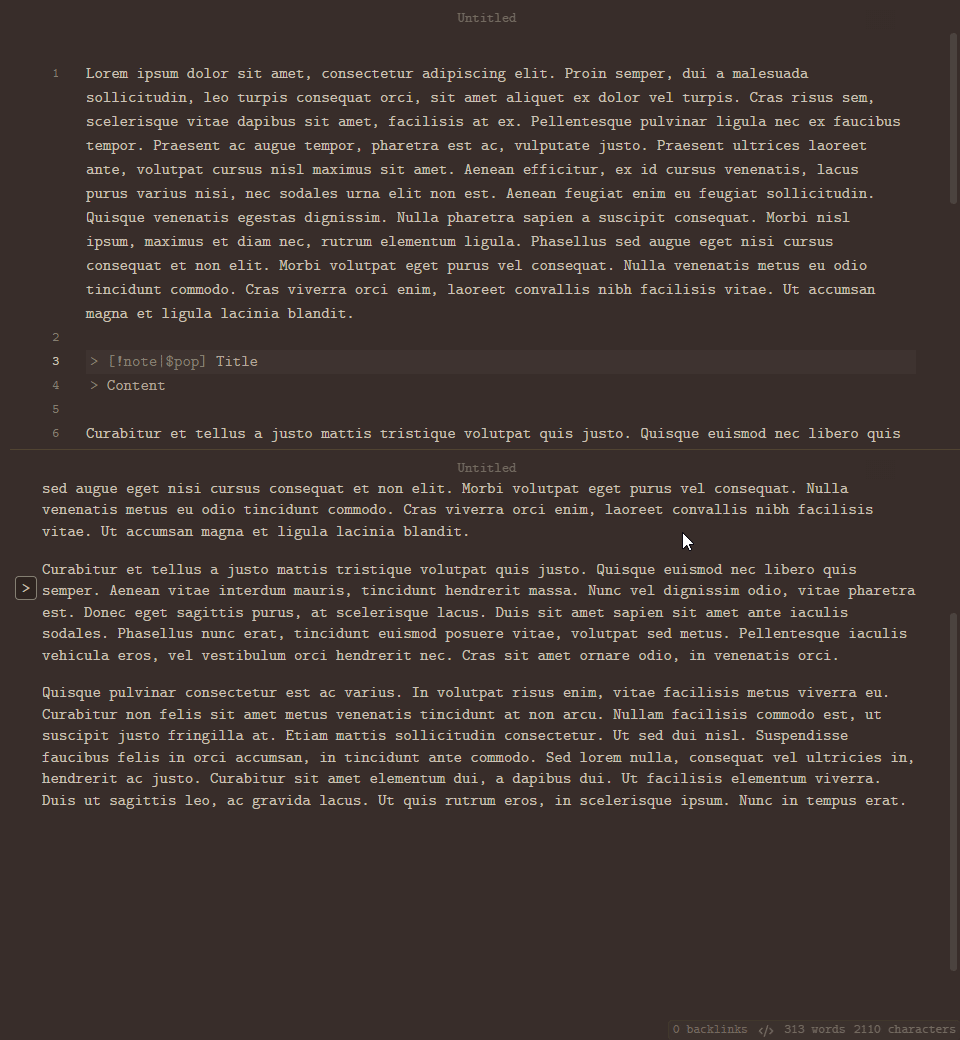 Untitled
1 Lorem ipsum dolor sit amet, consectetur adipiscing elit. Proin semper, dui a malesuada
sollicitudin, leo turpis consequat orci, sit amet aliquet ex dolor vel turpis. Cras risus sem,
scelerisque vitae dapibus sit amet, facilisis at ex. Pellentesque pulvinar ligula nec ex faucibus
tempor. Praesent ac augue tempor, pharetra est ac, vulputate justo. Praesent ultrices laoreet
ante, volutpat cursus nisl maximus sit amet. Aenean efficitur, ex id cursus venenatis, lacus
purus varius nisi, nec sodales urna elit non est. Aenean feugiat enim eu feugiat sollicitudin.
Quisque venenatis egestas dignissim. Nulla pharetra sapien a suscipit consequat. Morbi nisl
ipsum, maximus et diam nec, rutrum elementum ligula. Phasellus sed augue eget nisi cursus
consequat et non elit. Morbi volutpat eget purus vel consequat. Nulla venenatis metus eu odio
tincidunt commodo. Cras viverra orci enim, laoreet convallis nibh facilisis vitae. Ut accumsan
magna et ligula lacinia blandit.
2
3 > [!note|$pop] Title
4 > Content
5
6 Curabitur et tellus a justo mattis tristique volutpat quis justo. Quisque euismod nec libero quis
Untitled
sed augue eget nisi cursus consequat et non elit. Morbi volutpat eget purus vel consequat. Nulla
venenatis metus eu odio tincidunt commodo. Cras viverra orci enim, laoreet convallis nibh facilisis
vitae. Ut accumsan magna et ligula lacinia blandit.
Curabitur et tellus a justo mattis tristique volutpat quis justo. Quisque euismod nec libero quis
> semper. Aenean vitae interdum mauris, tincidunt hendrerit massa. Nunc vel dignissim odio, vitae pharetra
est. Donec eget sagittis purus, at scelerisque lacus. Duis sit amet sapien sit amet ante iaculis
sodales. Phasellus nunc erat, tincidunt euismod posuere vitae, volutpat sed metus. Pellentesque iaculis
vehicula eros, vel vestibulum orci hendrerit nec. Cras sit amet ornare odio, in venenatis orci.
Quisque pulvinar consectetur est ac varius. In volutpat risus enim, vitae facilisis metus viverra eu.
Curabitur non felis sit amet metus venenatis tincidunt at non arcu. Nullam facilisis commodo est, ut
suscipit justo fringilla at. Etiam mattis sollicitudin consectetur. Ut sed dui nisl. Suspendisse
faucibus felis in orci accumsan, in tincidunt ante commodo. Sed lorem nulla, consequat vel ultricies in,
hendrerit ac justo. Curabitur sit amet elementum dui, a dapibus dui. Ut facilisis elementum viverra.
Duis ut sagittis leo, ac gravida lacus. Ut quis rutrum eros, in scelerisque ipsum. Nunc in tempus erat.
0 backlinks </> 313 words 2110 characters